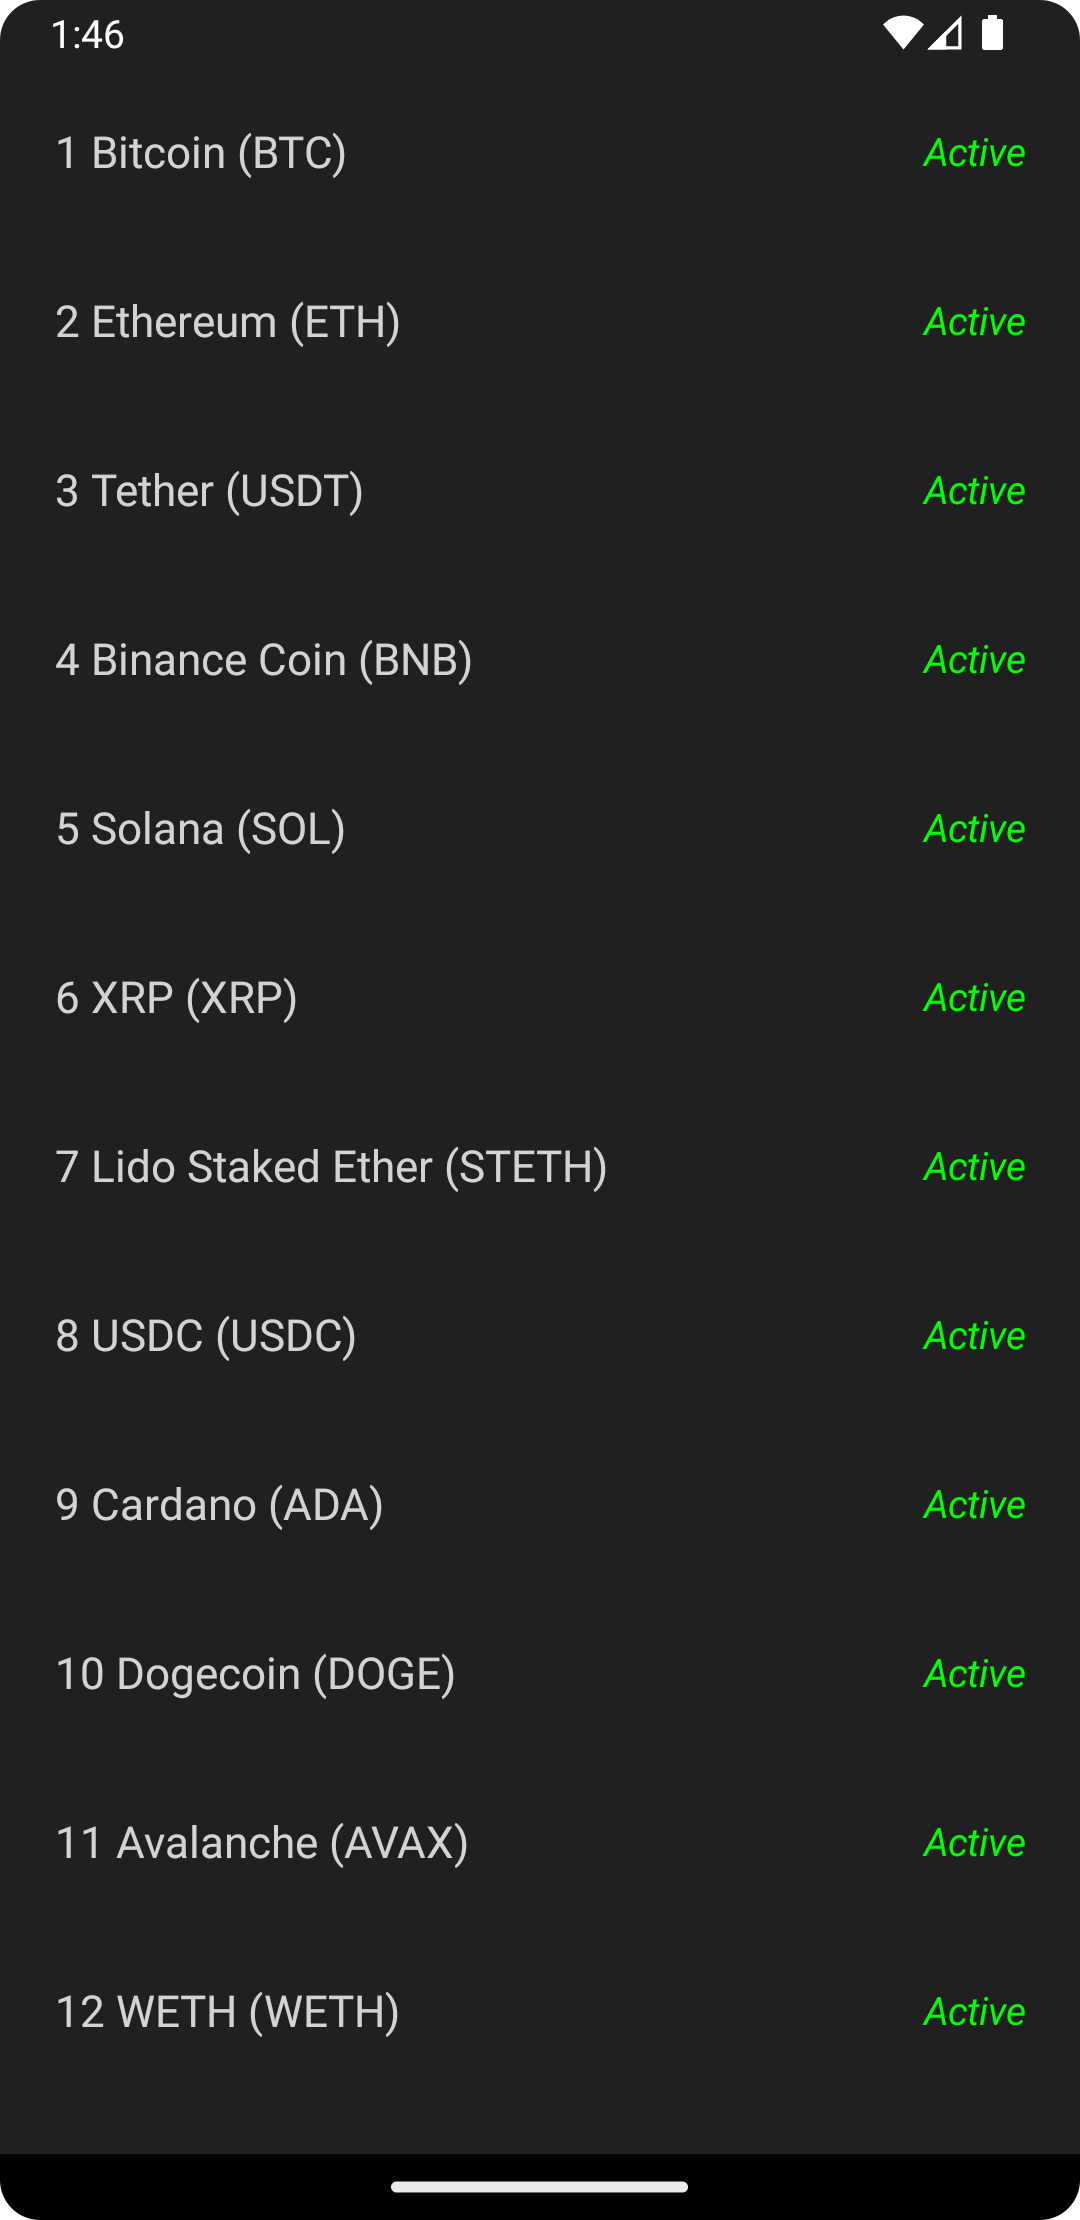 1:46
1 Bitcoin (BTC) Active
2 Ethereum (ETH) Active
3 Tether (USDT) Active
4 Binance Coin (BNB) Active
5 Solana (SOL) Active
6 XRP (XRP) Active
7 Lido Staked Ether (STETH) Active
8 USDC (USDC) Active
9 Cardano (ADA) Active
10 Dogecoin (DOGE) Active
11 Avalanche (AVAX) Active
12 WETH (WETH) Active